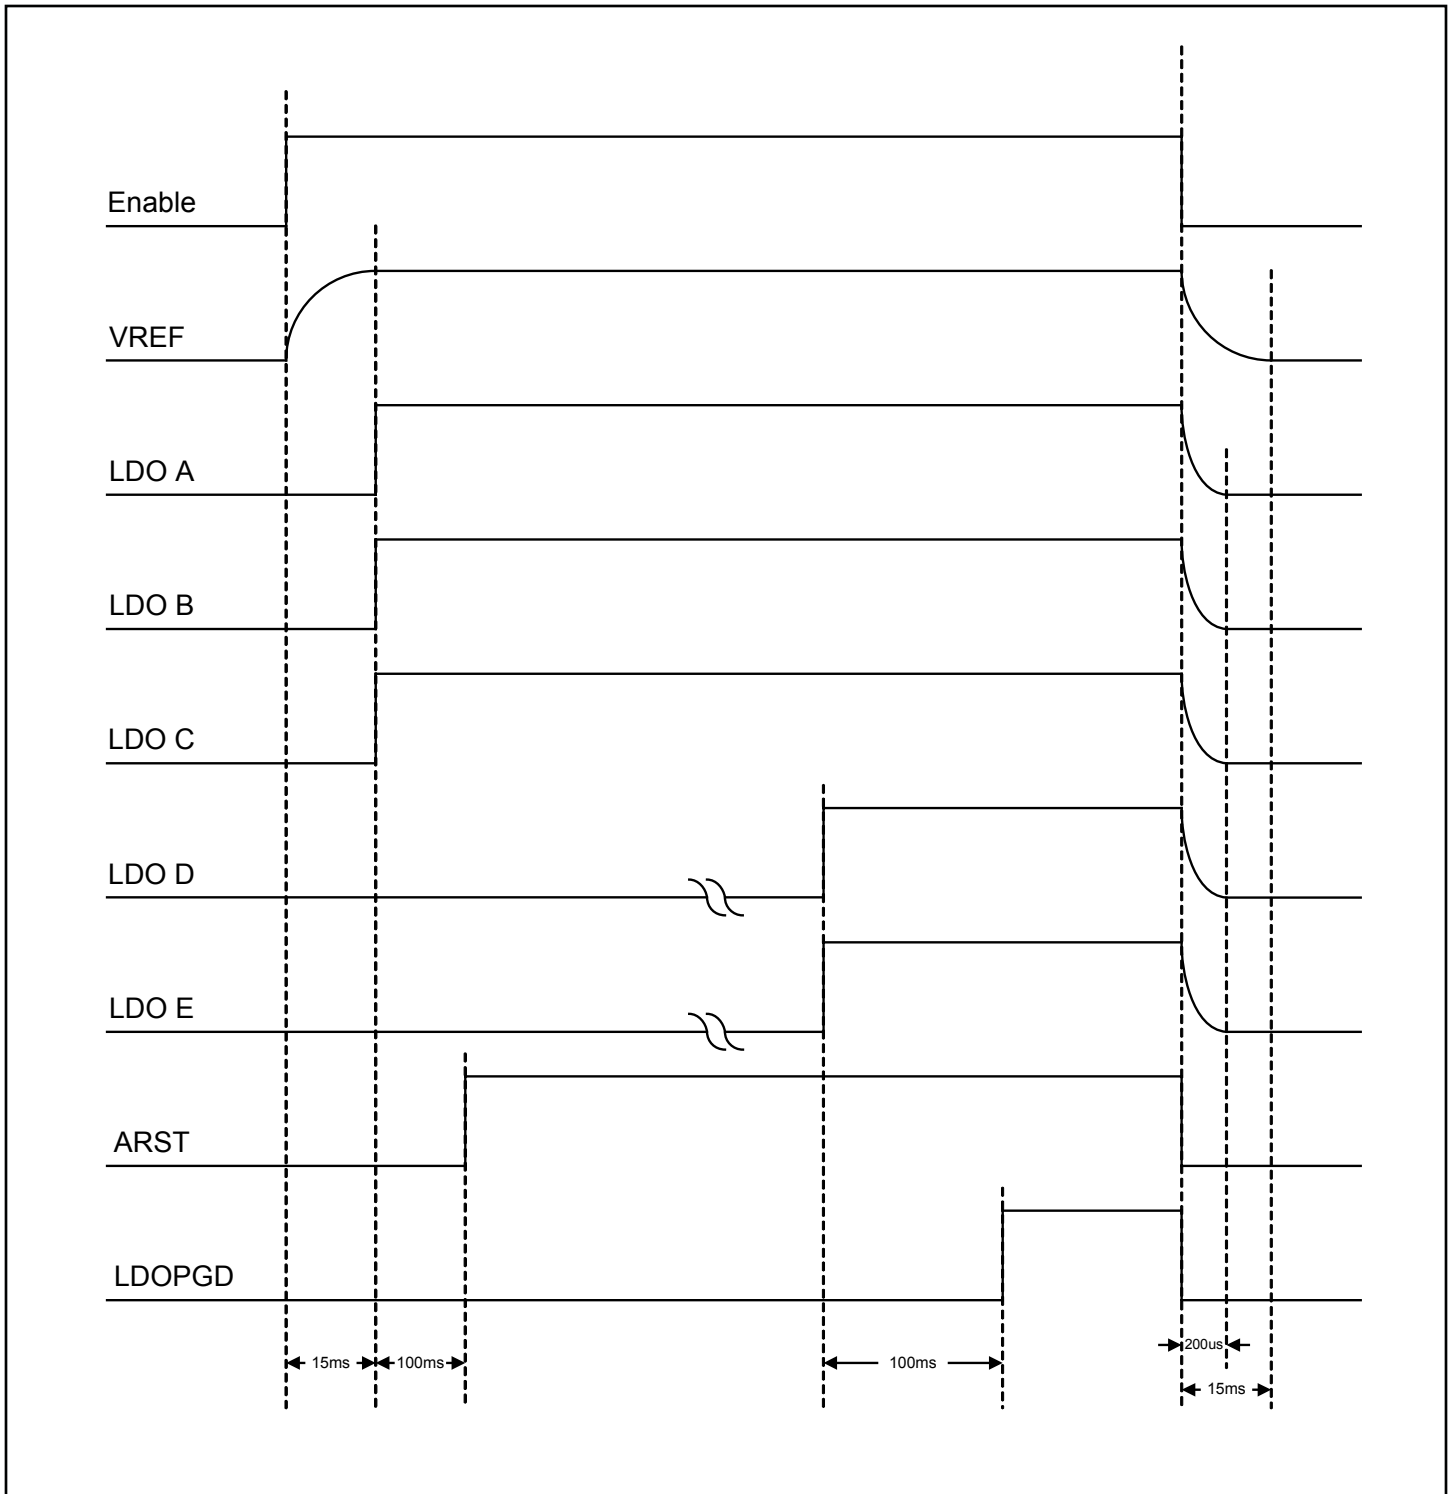 Enable
VREF
LDO A
LDO B
LDO C
LDO D
LDO E
ARST
LDOPGD
15ms
100ms
100ms
200us
15ms